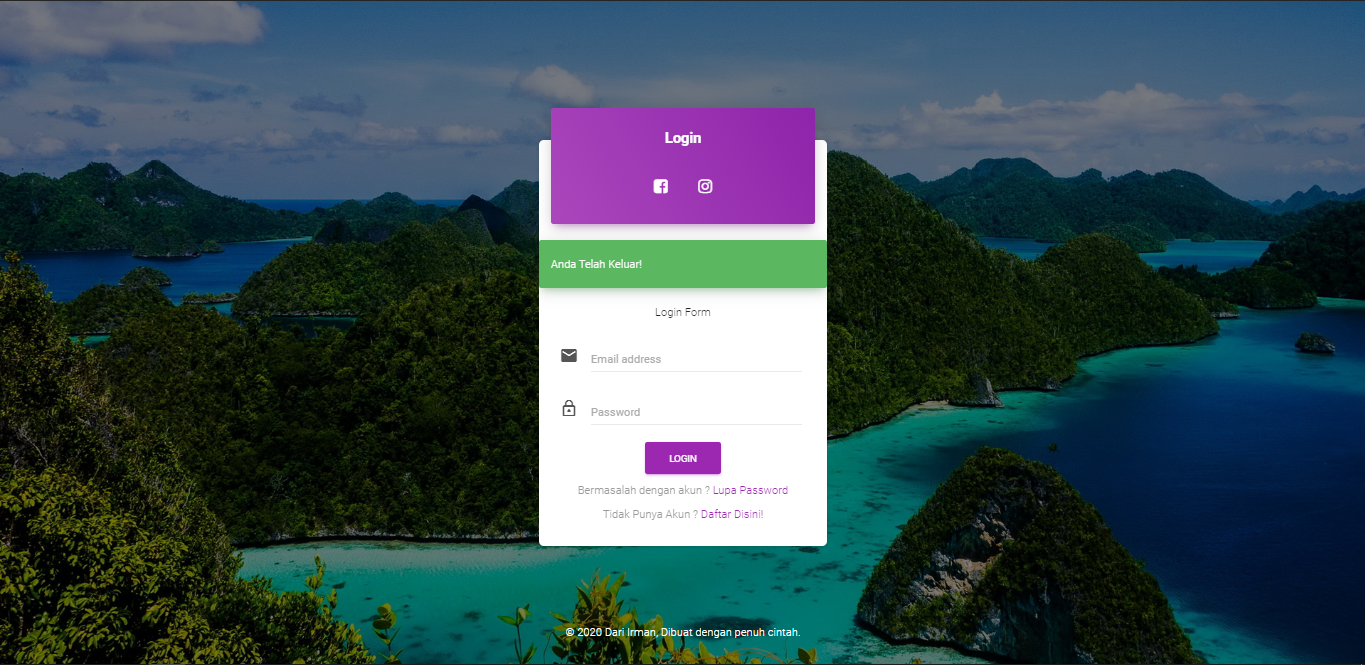 Login
Anda Telah Keluar!
Login Form
Email address
Password
LOGIN
Bermasalah dengan akun ? Lupa Password
Tidak Punya Akun ? Daftar Disini!
© 2020 Dari Irman, Dibuat dengan penuh cintah.